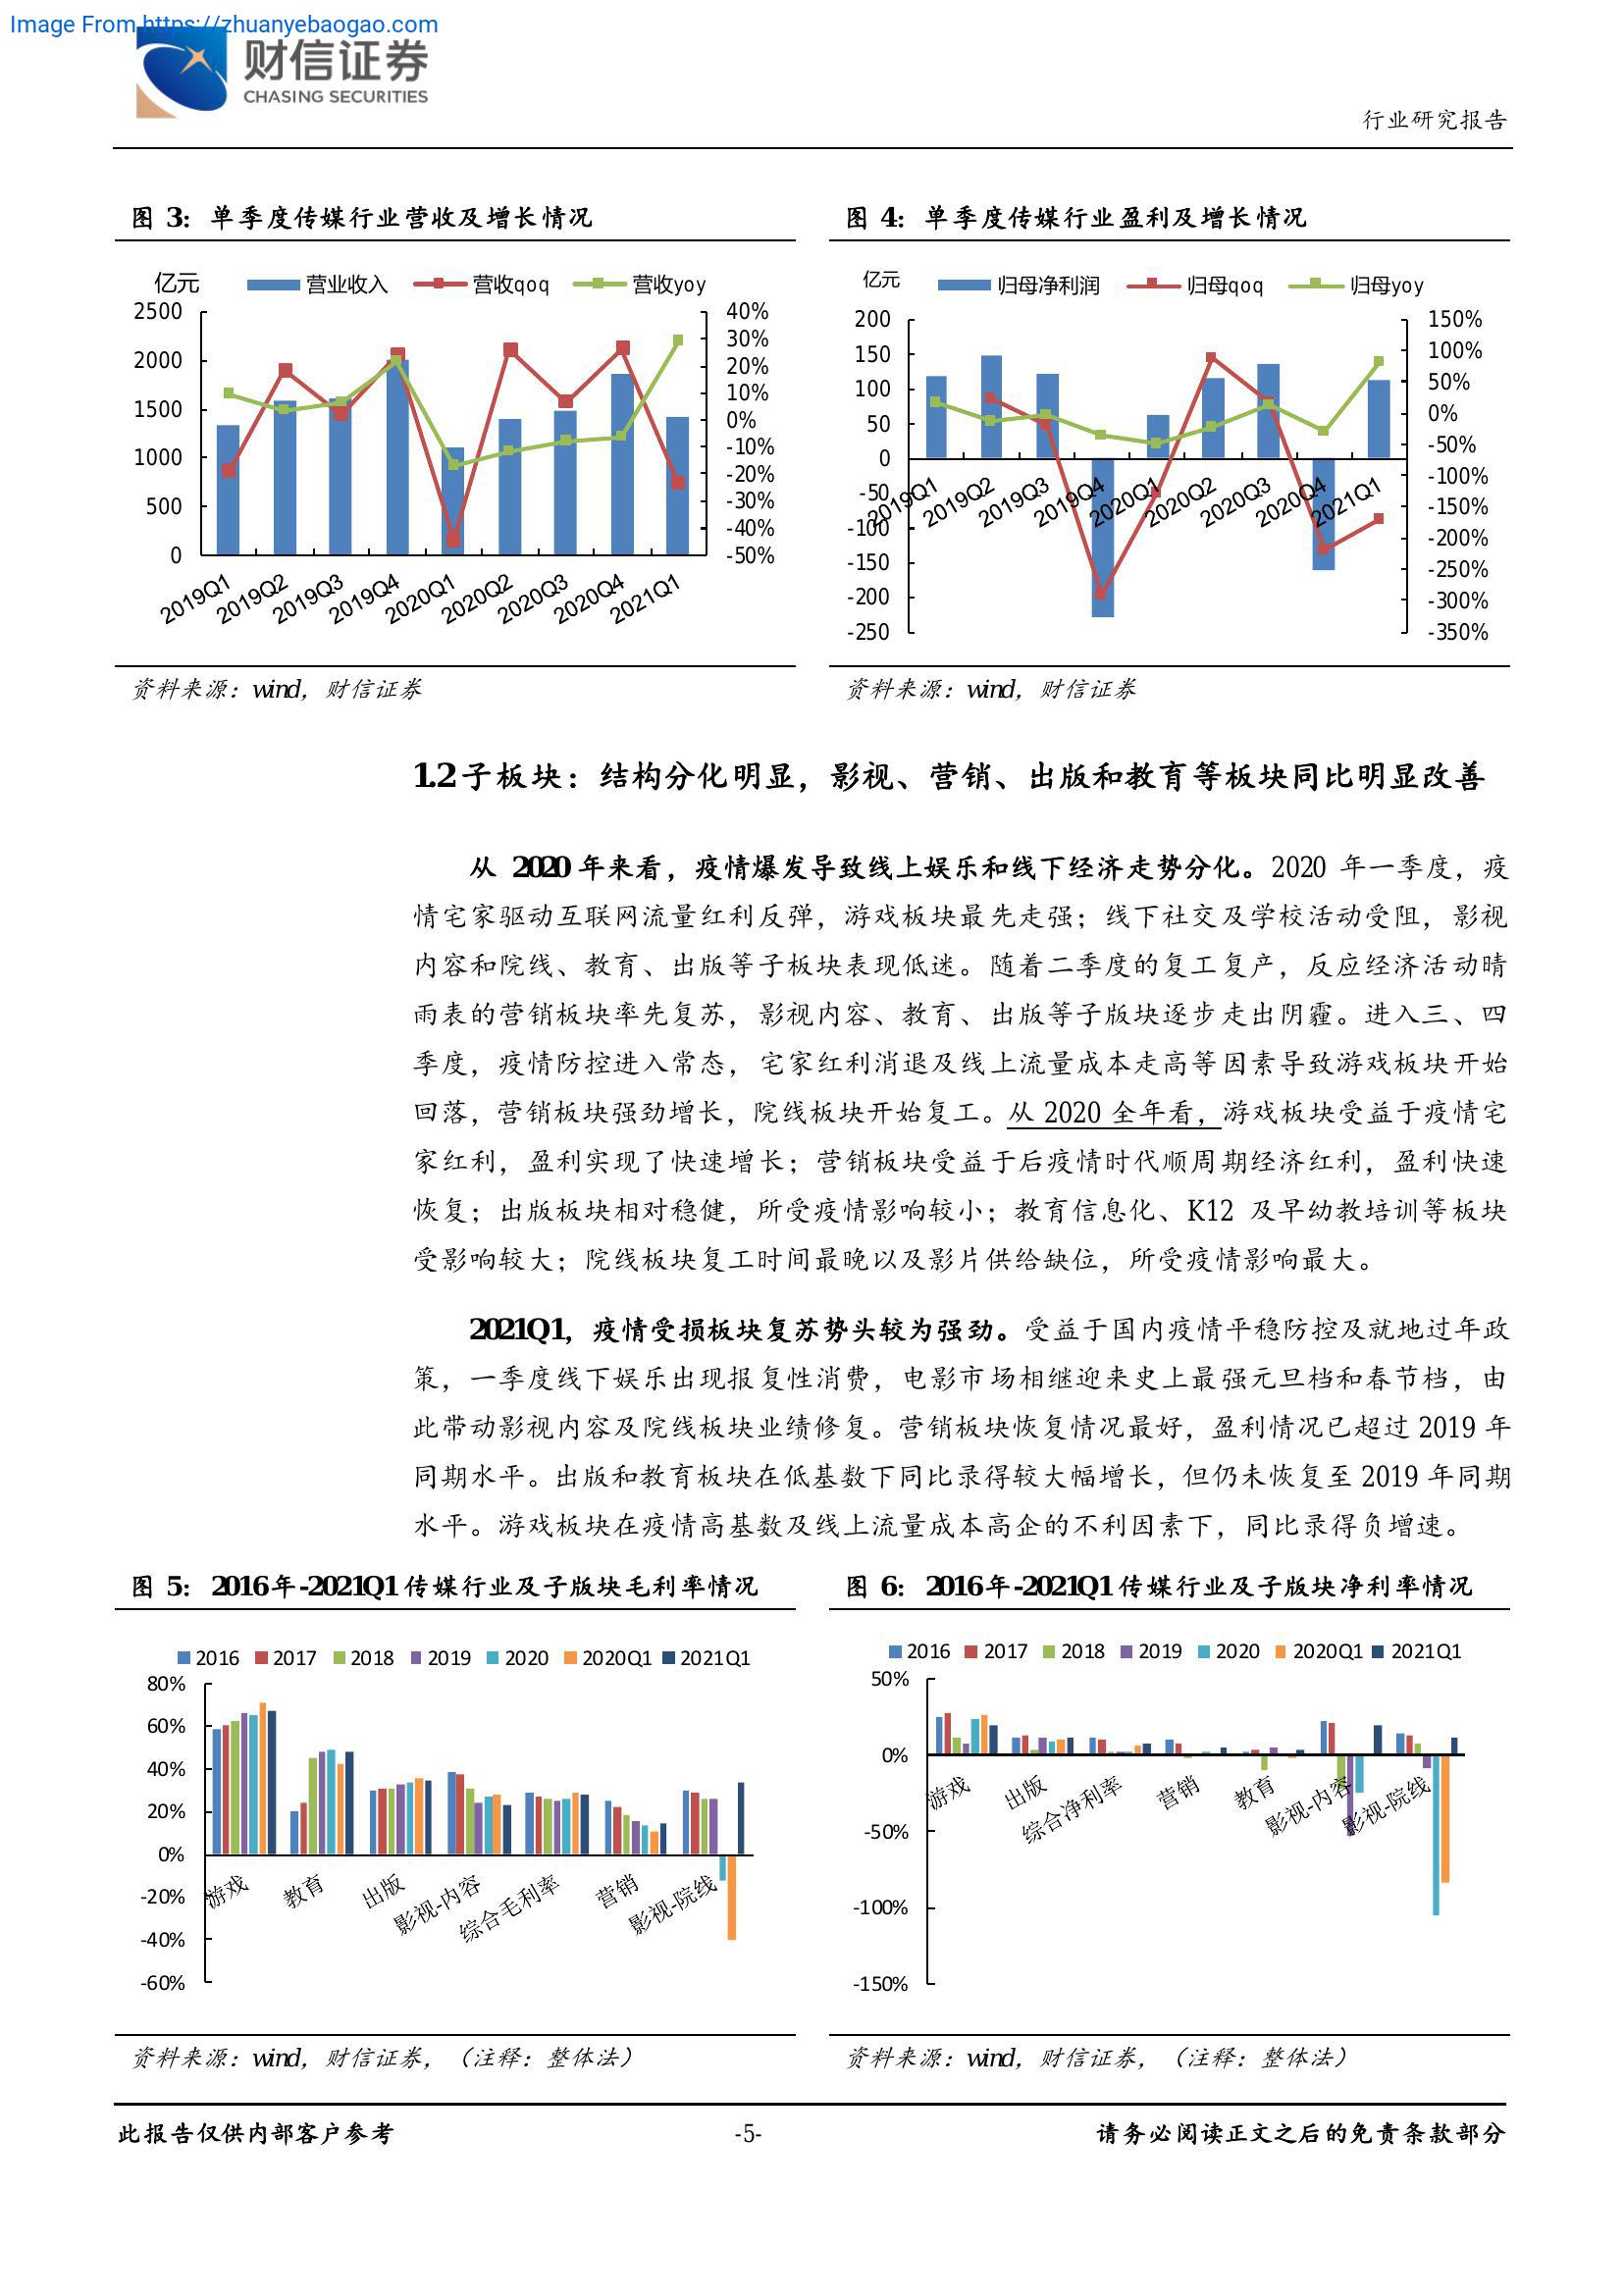 Image From https://zhuanyebaogao.com
财信证券
CHASING SECURITIES
行业研究报告
图 3: 单季度传媒行业营收及增长情况
亿元 营业收入 营收qoq 营收yoy
2500 40%
30%
2000 20%
10%
1500 0%
-10%
1000 -20%
-30%
500 -40%
0 -50%
2019Q1 2019Q2 2019Q3 2019Q4 2020Q1 2020Q2 2020Q3 2020Q4 2021Q1
资料来源：wind，财信证券
图 4: 单季度传媒行业盈利及增长情况
亿元 归母净利润 归母qoq 归母yoy
200 150%
150 100%
100 50%
50 0%
0 -50%
-50 -100%
-100 -150%
-150 -200%
-200 -250%
-250 -300%
-350%
2019Q1 2019Q2 2019Q3 2019Q4 2020Q1 2020Q2 2020Q3 2020Q4 2021Q1
资料来源：wind，财信证券
1.2 子板块：结构分化明显，影视、营销、出版和教育等板块同比明显改善
从 2020 年来看，疫情爆发导致线上娱乐和线下经济走势分化。2020 年一季度，疫
情宅家驱动互联网流量红利反弹，游戏板块最先走强；线下社交及学校活动受阻，影视
内容和院线、教育、出版等子板块表现低迷。随着二季度的复工复产，反应经济活动晴
雨表的营销板块率先复苏，影视内容、教育、出版等子版块逐步走出阴霾。进入三、四
季度，疫情防控进入常态，宅家红利消退及线上流量成本走高等因素导致游戏板块开始
回落，营销板块强劲增长，院线板块开始复工。从 2020 全年看，游戏板块受益于疫情宅
家红利，盈利实现了快速增长；营销板块受益于后疫情时代顺周期经济红利，盈利快速
恢复；出版板块相对稳健，所受疫情影响较小；教育信息化、K12 及早幼教培训等板块
受影响较大；院线板块复工时间最晚以及影片供给缺位，所受疫情影响最大。
2021Q1，疫情受损板块复苏势头较为强劲。受益于国内疫情平稳防控及就地过年政
策，一季度线下娱乐出现报复性消费，电影市场相继迎来史上最强元旦档和春节档，由
此带动影视内容及院线板块业绩修复。营销板块恢复情况最好，盈利情况已超过 2019 年
同期水平。出版和教育板块在低基数下同比录得较大幅增长，但仍未恢复至 2019 年同期
水平。游戏板块在疫情高基数及线上流量成本高企的不利因素下，同比录得负增速。
图 5: 2016年-2021Q1 传媒行业及子版块毛利率情况
2016 2017 2018 2019 2020 2020Q1 2021Q1
80%
60%
40%
20%
0%
-20%
-40%
-60%
游戏 教育 出版 影视-内容 综合毛利率 营销 影视-院线
资料来源：wind，财信证券，（注释：整体法）
图 6: 2016年-2021Q1 传媒行业及子版块净利率情况
2016 2017 2018 2019 2020 2020Q1 2021Q1
50%
0%
-50%
-100%
-150%
游戏 出版 综合净利率 营销 教育 影视-内容 影视-院线
资料来源：wind，财信证券，（注释：整体法）
此报告仅供内部客户参考 -5- 请务必阅读正文之后的免责条款部分